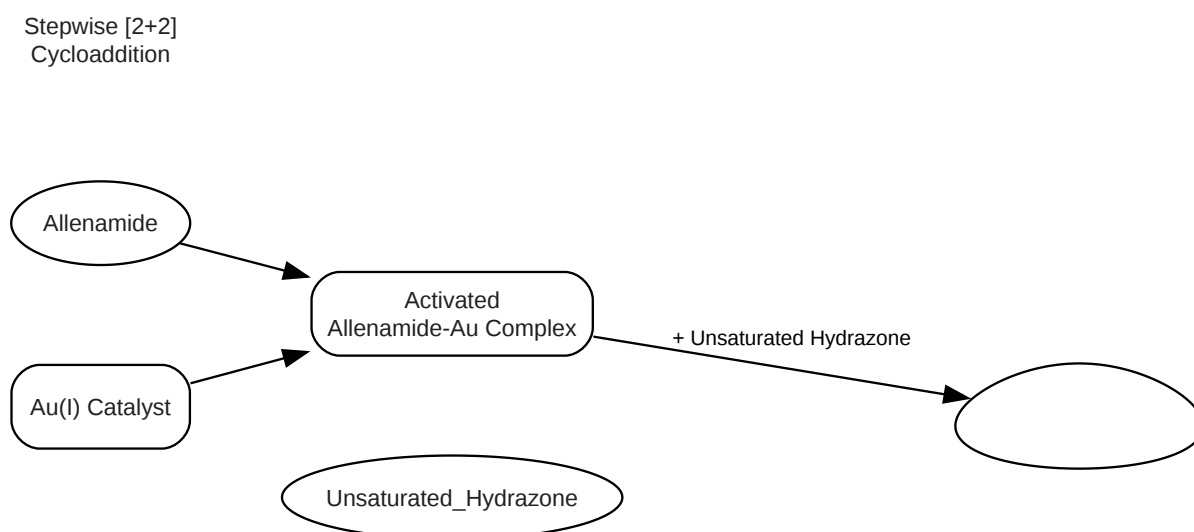 Stepwise [2+2]
Cycloaddition
Allenamide
Activated
Allenamide-Au Complex
+ Unsaturated Hydrazone
Au(I) Catalyst
Unsaturated_Hydrazone